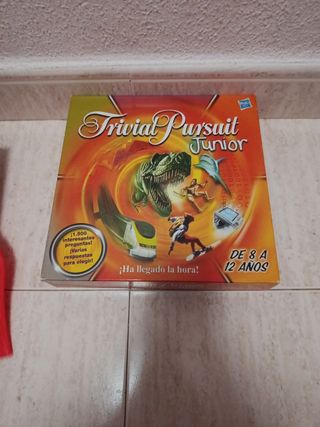 Trivial Pursuit
Junior
¡1.800
interesantes
preguntas!
¡Varias
respuestas
para elegir!
¡Ha llegado la hora!
DE 8 A
12 AÑOS